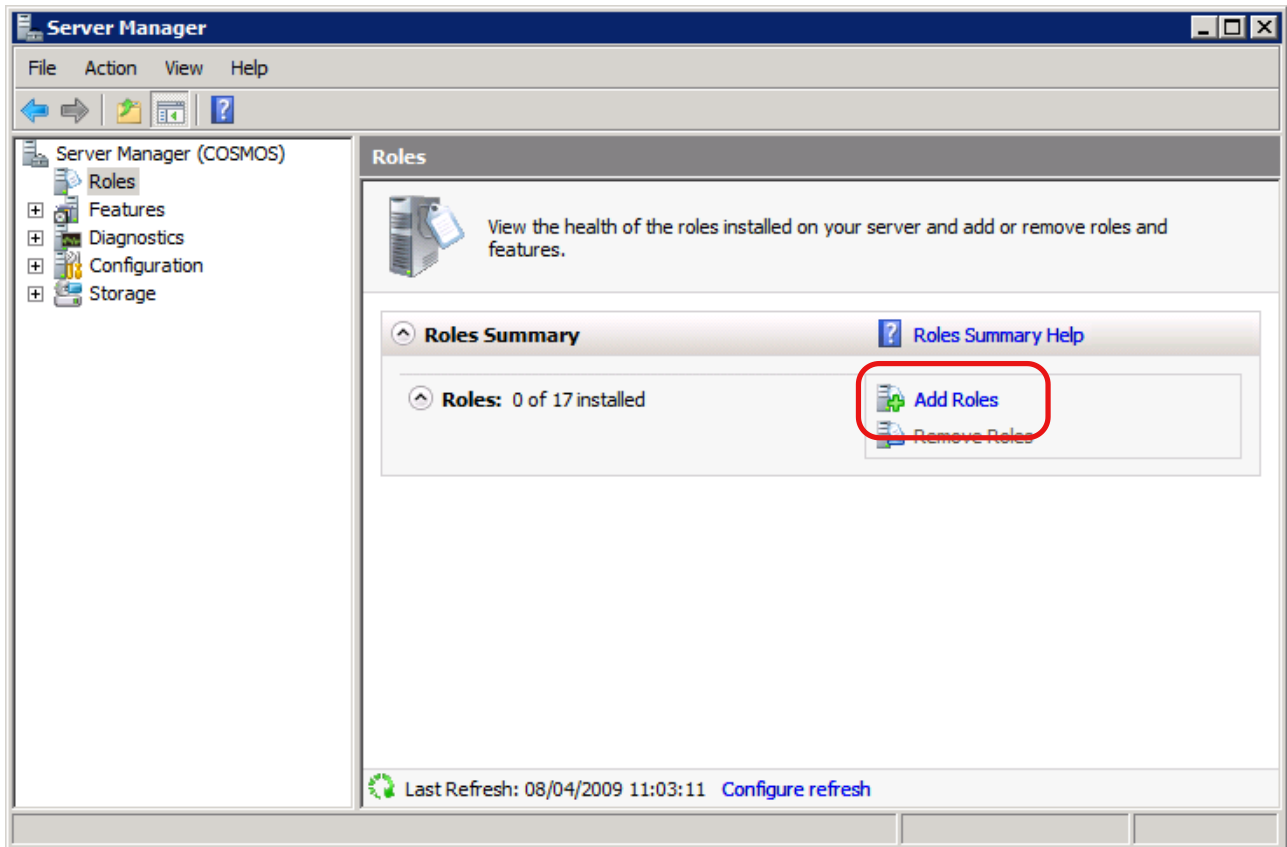 Server Manager
File Action View Help
Server Manager (COSMOS)
Roles
Features
Diagnostics
Configuration
Storage
Roles
View the health of the roles installed on your server and add or remove roles and
features.
Roles Summary
Roles Summary Help
Roles: 0 of 17 installed
Add Roles
Remove Roles
Last Refresh: 08/04/2009 11:03:11 Configure refresh